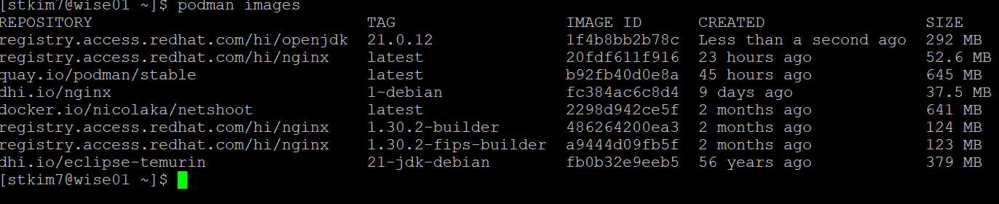 [stkim7@wise01 ~]$ podman images
REPOSITORY TAG IMAGE ID CREATED SIZE
registry.access.redhat.com/hi/openjdk 21.0.12 1f4b8bb2b78c Less than a second ago 292 MB
registry.access.redhat.com/hi/nginx latest 20fdf611f916 23 hours ago 52.6 MB
quay.io/podman/stable latest b92fb40d0e8a 45 hours ago 645 MB
dhi.io/nginx 1-debian fc384ac6c8d4 9 days ago 37.5 MB
docker.io/nicolaka/netshoot latest 2298d942ce5f 2 months ago 641 MB
registry.access.redhat.com/hi/nginx 1.30.2-builder 486264200ea3 2 months ago 124 MB
registry.access.redhat.com/hi/nginx 1.30.2-fips-builder a9444d09fb5f 2 months ago 123 MB
dhi.io/eclipse-temurin 21-jdk-debian fb0b32e9eeb5 56 years ago 379 MB
[stkim7@wise01 ~]$